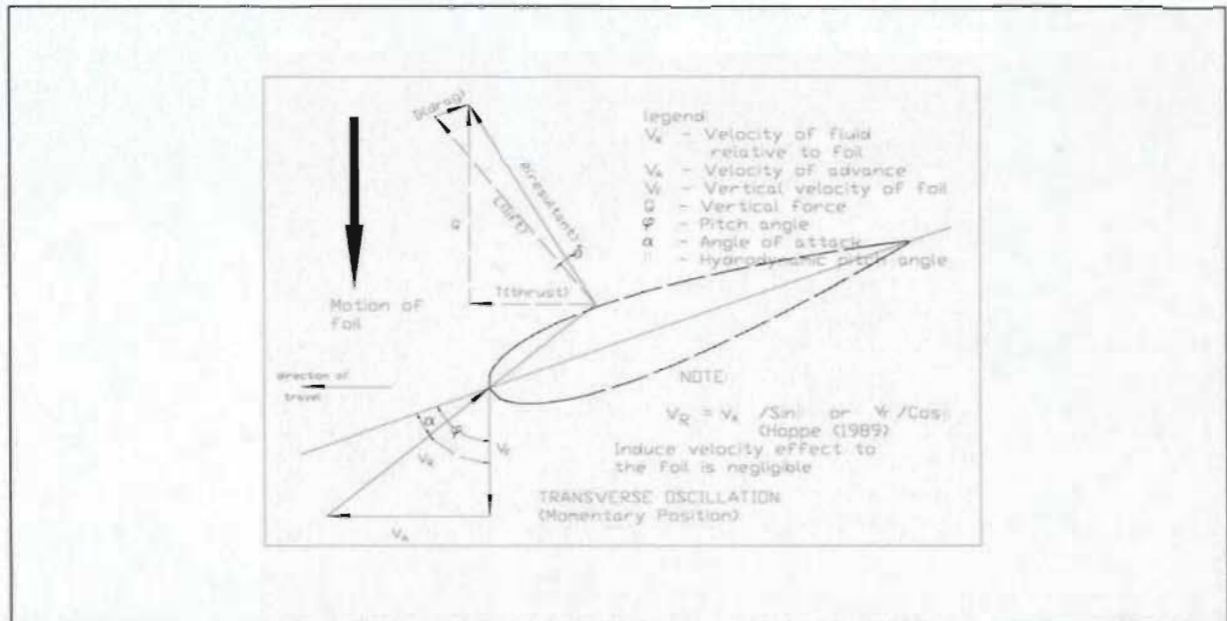 D(drag)
R(resultant)
L(lift)
δ
Q
T(thrust)
Motion of
foil
direction of
travel
legend:
V_R - Velocity of fluid
relative to foil
V_A - Velocity of advance
V_F - Vertical velocity of foil
Q - Vertical force
φ - Pitch angle
α - Angle of attack
- Hydrodynamic pitch angle
NOTE:
V_R = V_A /Sin or V_F /Cos
(Hoppe (1989)
Induce velocity effect to
the foil is negligible
α
φ
V_R
V_F
V_A
TRANSVERSE OSCILLATION
(Momentary Position)